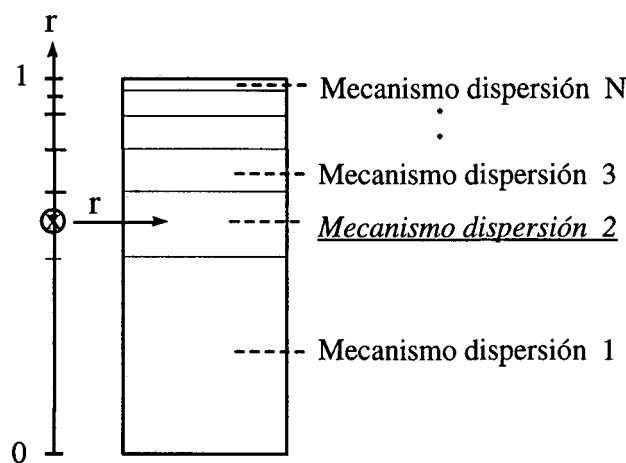 r
1
Mecanismo dispersión N
Mecanismo dispersión 3
r
Mecanismo dispersión 2
Mecanismo dispersión 1
0